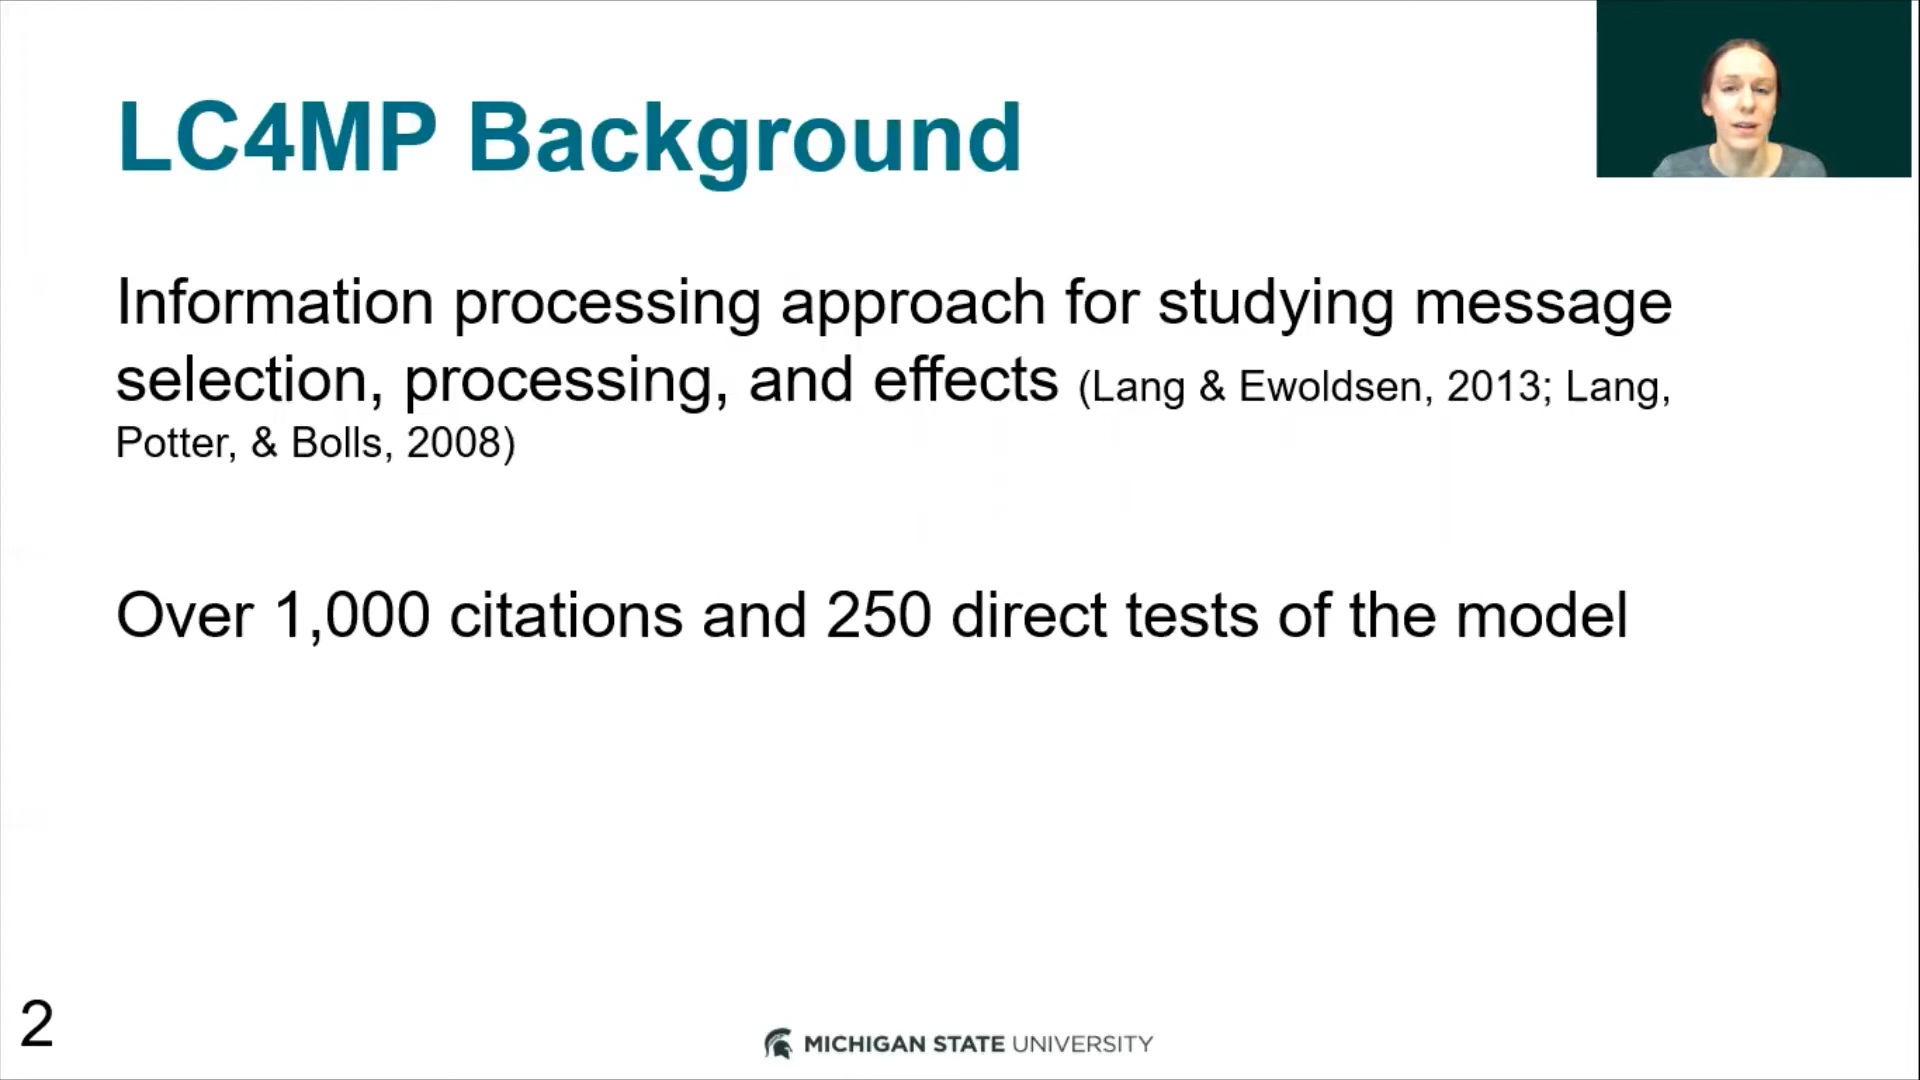 LC4MP Background
Information processing approach for studying message
selection, processing, and effects (Lang & Ewoldsen, 2013; Lang,
Potter, & Bolls, 2008)
Over 1,000 citations and 250 direct tests of the model
2
MICHIGAN STATE UNIVERSITY